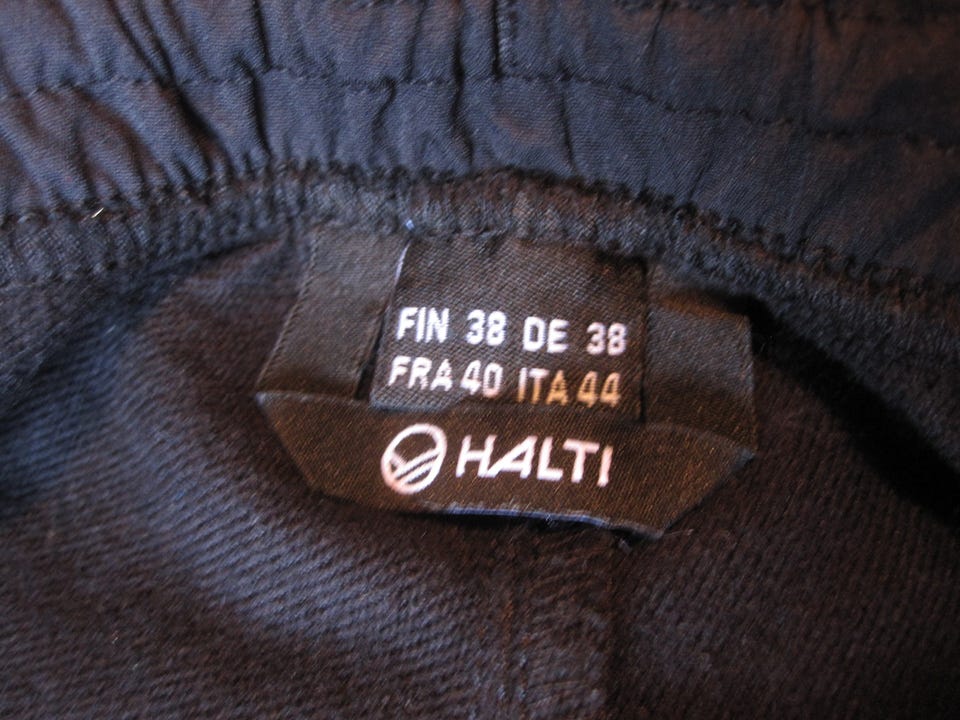 FIN 38 DE 38
FRA 40 ITA 44
HALTI